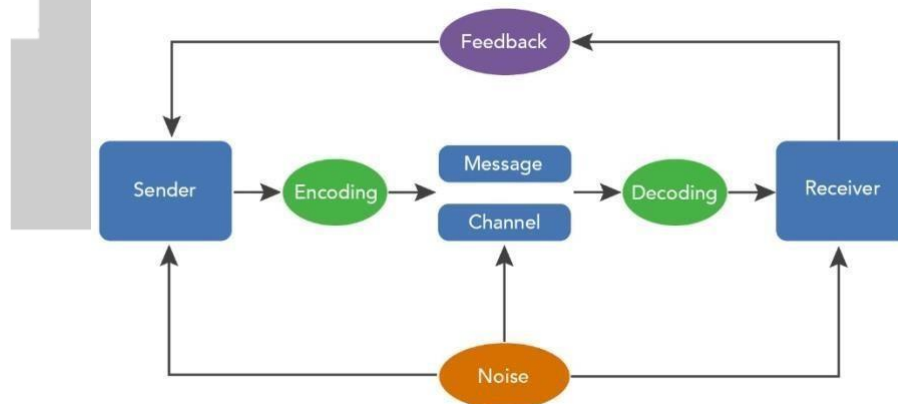 Feedback
Sender
Encoding
Message
Channel
Decoding
Receiver
Noise